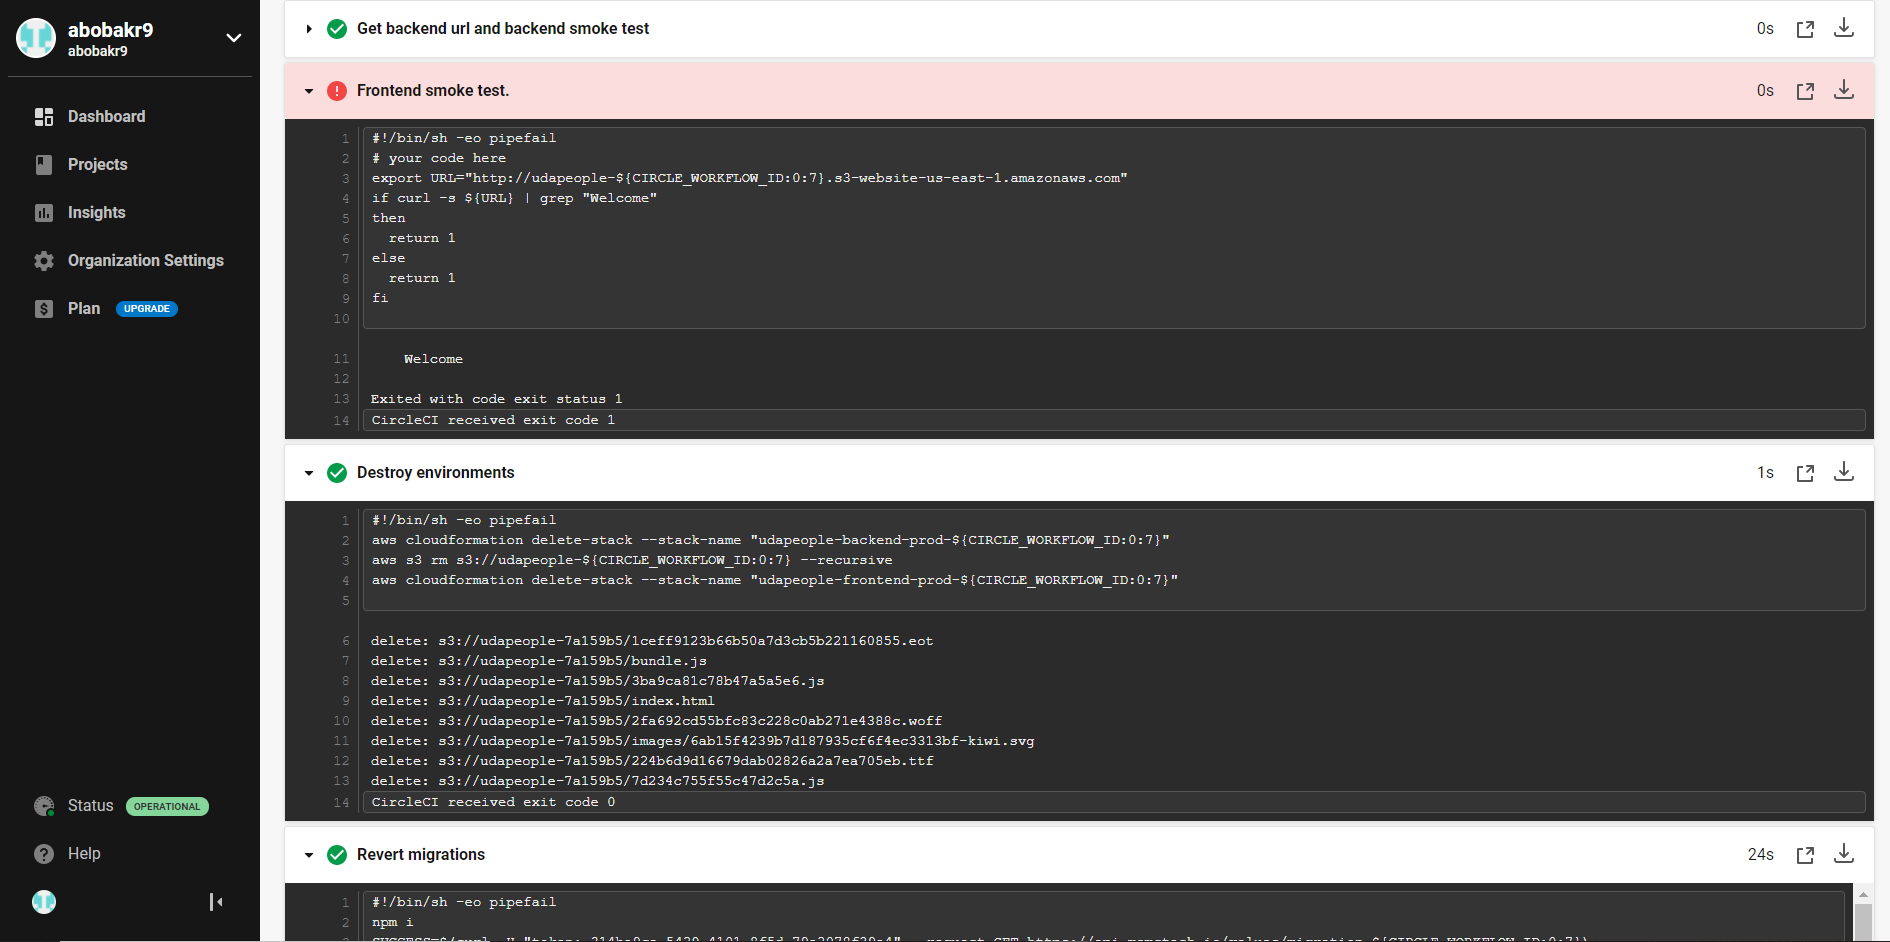 abobakr9
abobakr9
Dashboard
Projects
Insights
Organization Settings
Plan UPGRADE
Status OPERATIONAL
Help
Get backend url and backend smoke test 0s
Frontend smoke test. 0s
1 #!/bin/sh -eo pipefail
2 # your code here
3 export URL="http://udapeople-${CIRCLE_WORKFLOW_ID:0:7}.s3-website-us-east-1.amazonaws.com"
4 if curl -s ${URL} | grep "Welcome"
5 then
6 return 1
7 else
8 return 1
9 fi
10
11 Welcome
12
13 Exited with code exit status 1
14 CircleCI received exit code 1
Destroy environments 1s
1 #!/bin/sh -eo pipefail
2 aws cloudformation delete-stack --stack-name "udapeople-backend-prod-${CIRCLE_WORKFLOW_ID:0:7}"
3 aws s3 rm s3://udapeople-${CIRCLE_WORKFLOW_ID:0:7} --recursive
4 aws cloudformation delete-stack --stack-name "udapeople-frontend-prod-${CIRCLE_WORKFLOW_ID:0:7}"
5
6 delete: s3://udapeople-7a159b5/1ceff9123b66b50a7d3cb5b221160855.eot
7 delete: s3://udapeople-7a159b5/bundle.js
8 delete: s3://udapeople-7a159b5/3ba9ca81c78b47a5a5e6.js
9 delete: s3://udapeople-7a159b5/index.html
10 delete: s3://udapeople-7a159b5/2fa692cd55bfc83c228c0ab271e4388c.woff
11 delete: s3://udapeople-7a159b5/images/6ab15f4239b7d187935cf6f4ec3313bf-kiwi.svg
12 delete: s3://udapeople-7a159b5/224b6d9d16679dab02826a2a7ea705eb.ttf
13 delete: s3://udapeople-7a159b5/7d234c755f55c47d2c5a.js
14 CircleCI received exit code 0
Revert migrations 24s
1 #!/bin/sh -eo pipefail
2 npm i